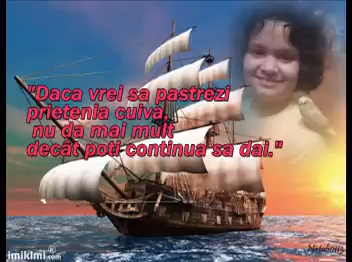 "Daca vrei sa pastrezi
prietenia cuiva,
nu da mai mult
decât poti continua sa dai."
imikimi.com